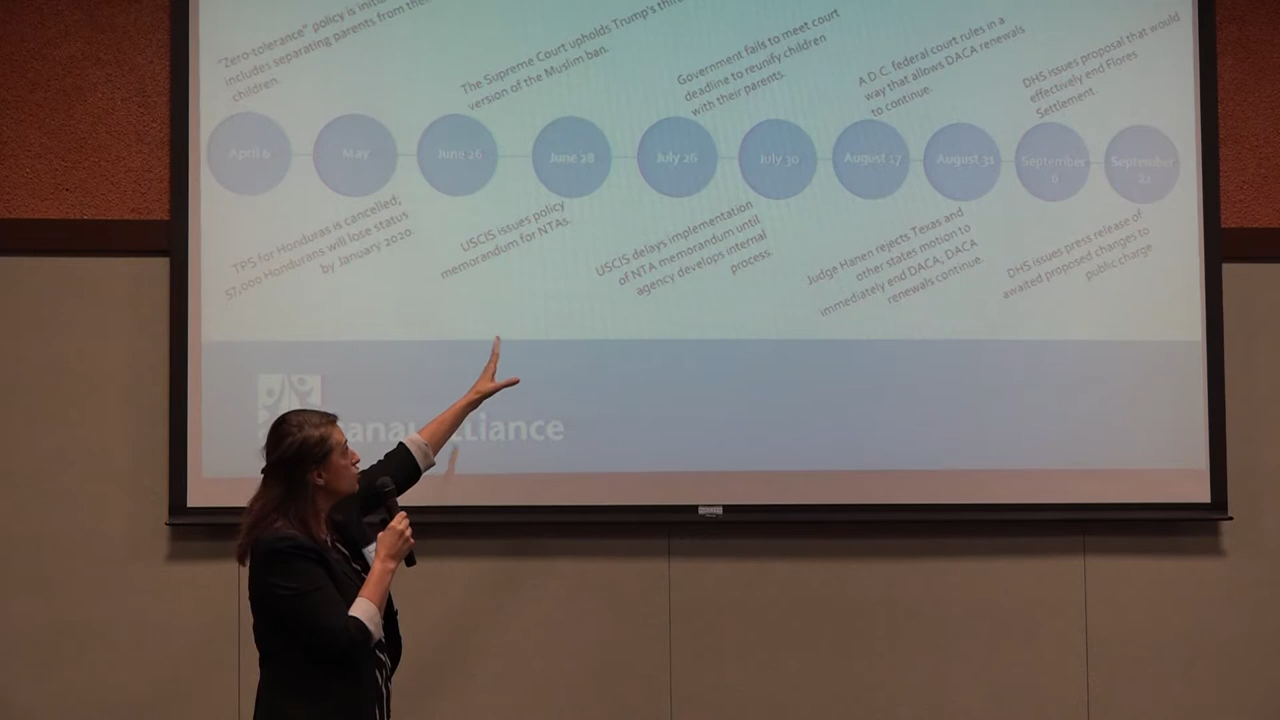 "Zero-tolerance" policy is
includes separating parents from
children.
The Supreme Court upholds Trump's
version of the Muslim ban.
Government fails to meet court
deadline to reunify children
with their parents.
A D.C. federal court rules in a
way that allows DACA renewals
to continue.
DHS issues proposal that would
effectively end Flores
Settlement.
April 6
May
June 26
June 28
July 26
July 30
August 17
August 31
September
6
September
TPS for Honduras is cancelled;
57,000 Hondurans will lose status
by January 2020.
USCIS issues policy
memorandum for NTAs.
USCIS delays implementation
of NTA memorandum until
agency develops internal
process.
Judge Hanen rejects Texas and
other states motion to
immediately end DACA, DACA
renewals continue.
DHS issues press release of
awaited proposed changes to
public charge